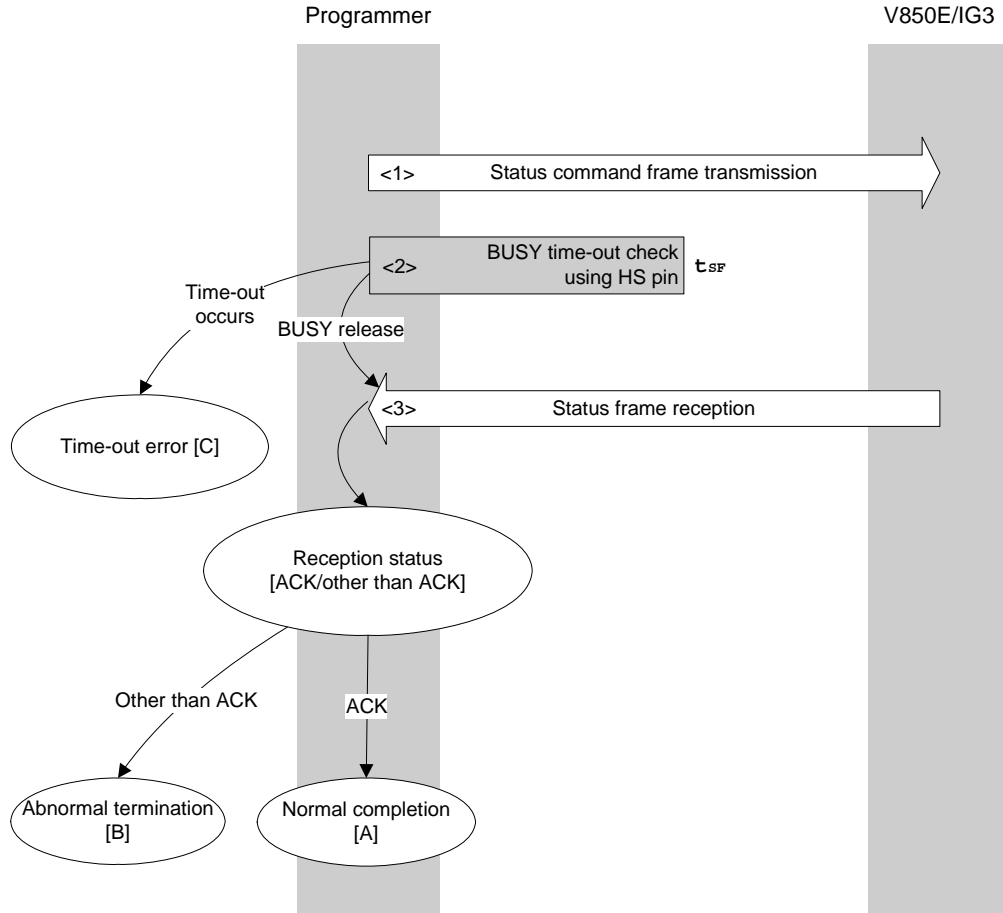 Programmer
V850E/IG3
<1>
Status command frame transmission
<2>
BUSY time-out check
using HS pin
tSF
Time-out
occurs
BUSY release
<3>
Status frame reception
Time-out error [C]
Reception status
[ACK/other than ACK]
Other than ACK
ACK
Abnormal termination
[B]
Normal completion
[A]